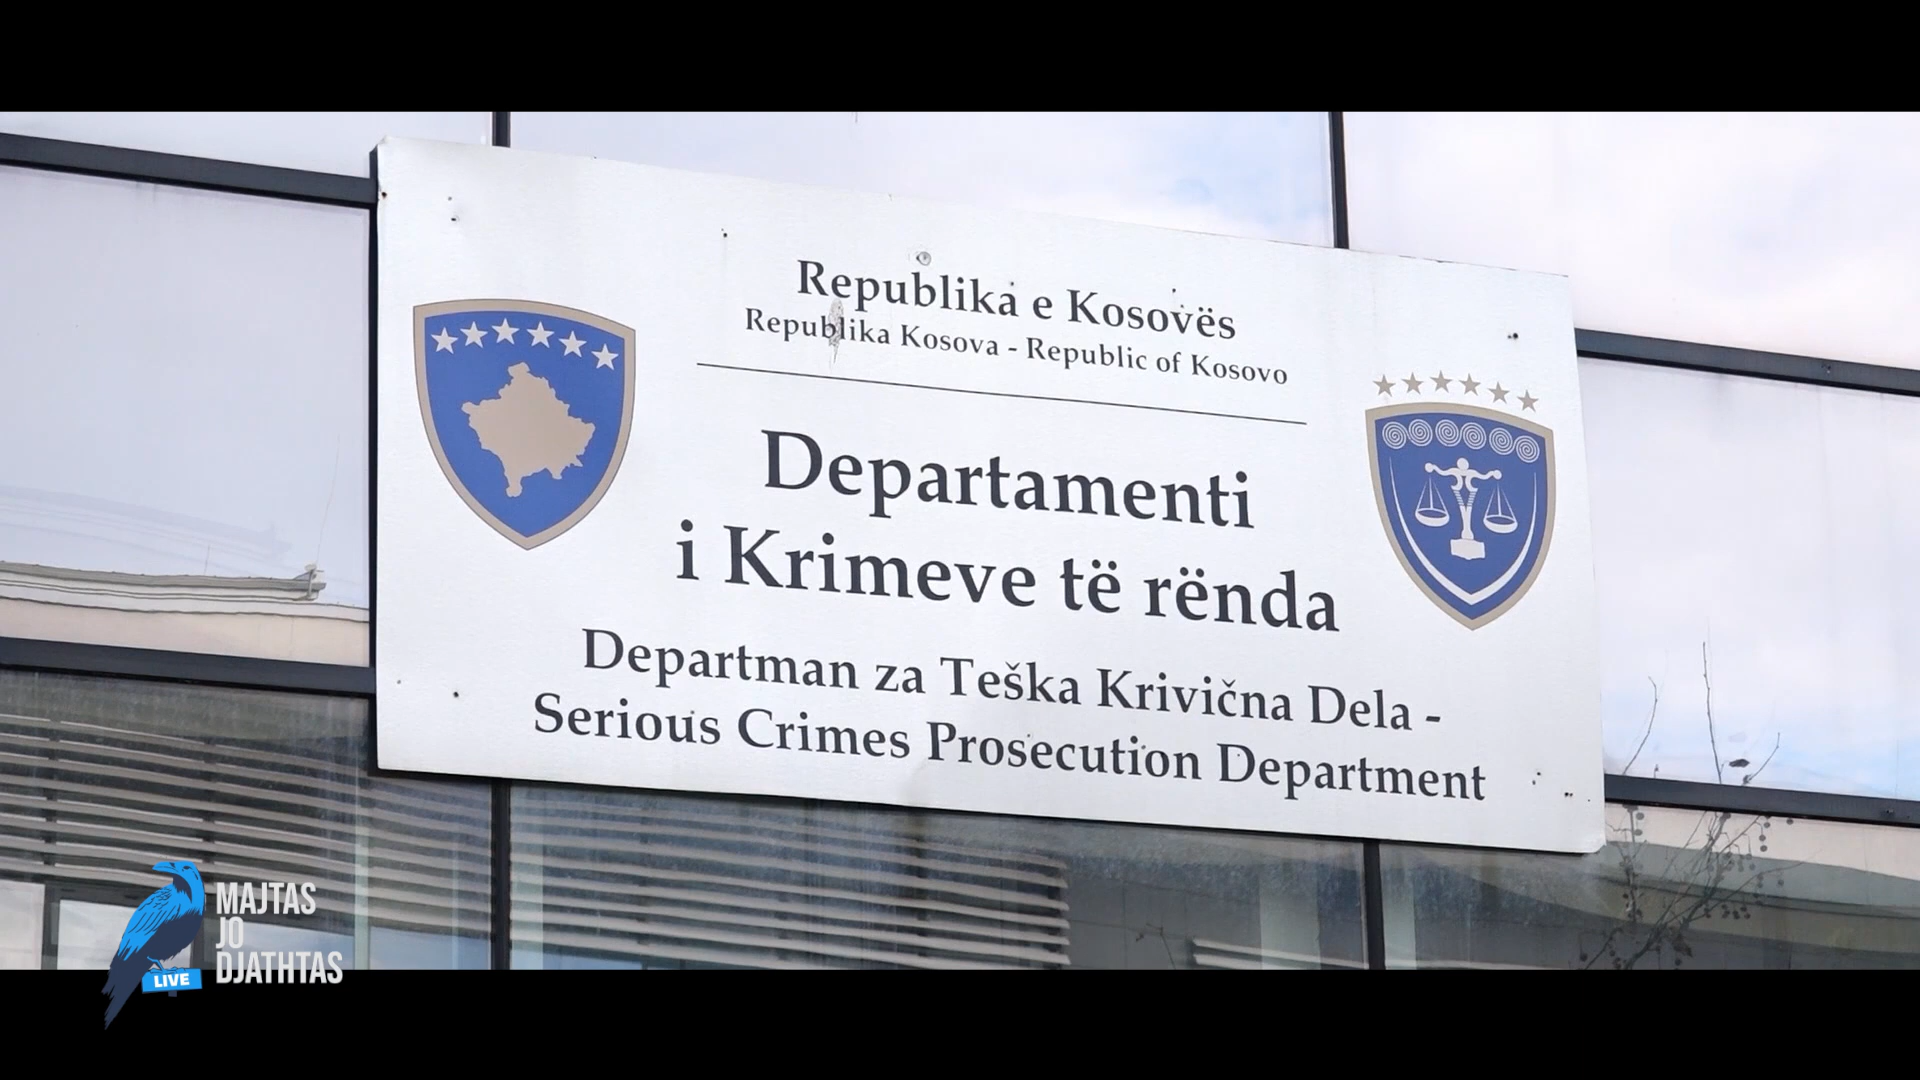 Republika e Kosovës
Republika Kosova - Republic of Kosovo
Departamenti
i Krimeve të rënda
Departman za Teška Krivična Dela -
Serious Crimes Prosecution Department
MAJTAS
JO
DJATHTAS
LIVE